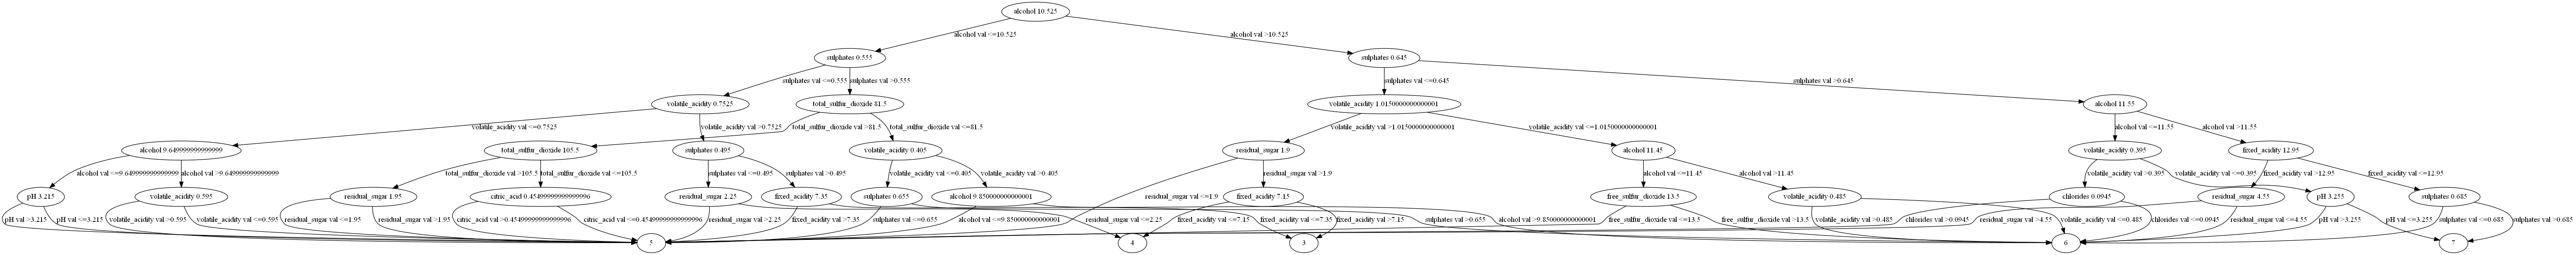 alcohol 10.525
alcohol val <=10.525
alcohol val >10.525
sulphates 0.555
sulphates 0.645
sulphates val <=0.555
sulphates val >0.555
sulphates val <=0.645
sulphates val >0.645
volatile_acidity 0.7525
total_sulfur_dioxide 81.5
volatile_acidity 1.0150000000000001
alcohol 11.55
volatile_acidity val <=0.7525
volatile_acidity val >0.7525
total_sulfur_dioxide val >81.5
total_sulfur_dioxide val <=81.5
volatile_acidity val >1.0150000000000001
volatile_acidity val <=1.0150000000000001
alcohol val <=11.55
alcohol val >11.55
alcohol 9.649999999999999
total_sulfur_dioxide 105.5
sulphates 0.495
volatile_acidity 0.405
residual_sugar 1.9
alcohol 11.45
volatile_acidity 0.395
fixed_acidity 12.95
alcohol val <=9.649999999999999
alcohol val >9.649999999999999
total_sulfur_dioxide val >105.5
total_sulfur_dioxide val <=105.5
sulphates val <=0.495
sulphates val >0.495
volatile_acidity val <=0.405
volatile_acidity val >0.405
residual_sugar val <=1.9
residual_sugar val >1.9
alcohol val <=11.45
alcohol val >11.45
volatile_acidity val >0.395
volatile_acidity val <=0.395
fixed_acidity val >12.95
fixed_acidity val <=12.95
pH 3.215
volatile_acidity 0.595
residual_sugar 1.95
citric_acid 0.45499999999999996
residual_sugar 2.25
fixed_acidity 7.35
sulphates 0.655
alcohol 9.850000000000001
fixed_acidity 7.15
free_sulfur_dioxide 13.5
volatile_acidity 0.485
chlorides 0.0945
residual_sugar 4.55
pH 3.255
sulphates 0.685
pH val >3.215
pH val <=3.215
volatile_acidity val >0.595
volatile_acidity val <=0.595
residual_sugar val <=1.95
residual_sugar val >1.95
citric_acid val >0.45499999999999996
citric_acid val <=0.45499999999999996
residual_sugar val >2.25
fixed_acidity val >7.35
sulphates val <=0.655
alcohol val <=9.850000000000001
residual_sugar val <=2.25
fixed_acidity val <=7.15
fixed_acidity val <=7.35
fixed_acidity val >7.15
sulphates val >0.655
alcohol val >9.850000000000001
free_sulfur_dioxide val <=13.5
free_sulfur_dioxide val >13.5
volatile_acidity val >0.485
chlorides val >0.0945
residual_sugar val >4.55
volatile_acidity val <=0.485
chlorides val <=0.0945
residual_sugar val <=4.55
pH val >3.255
pH val <=3.255
sulphates val <=0.685
sulphates val >0.685
5
4
3
6
7